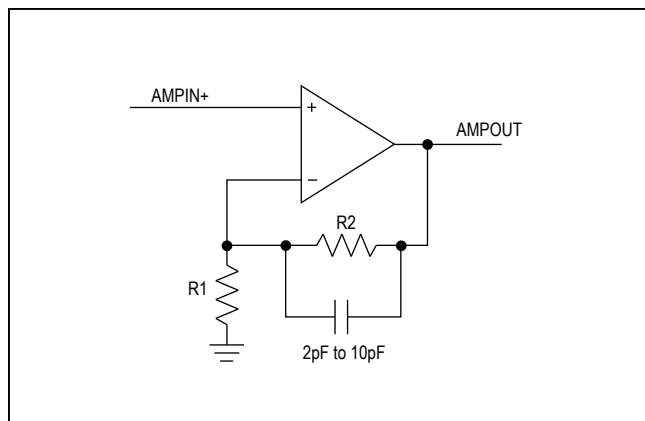 AMPIN+
+
AMPOUT
−
R2
R1
2pF to 10pF